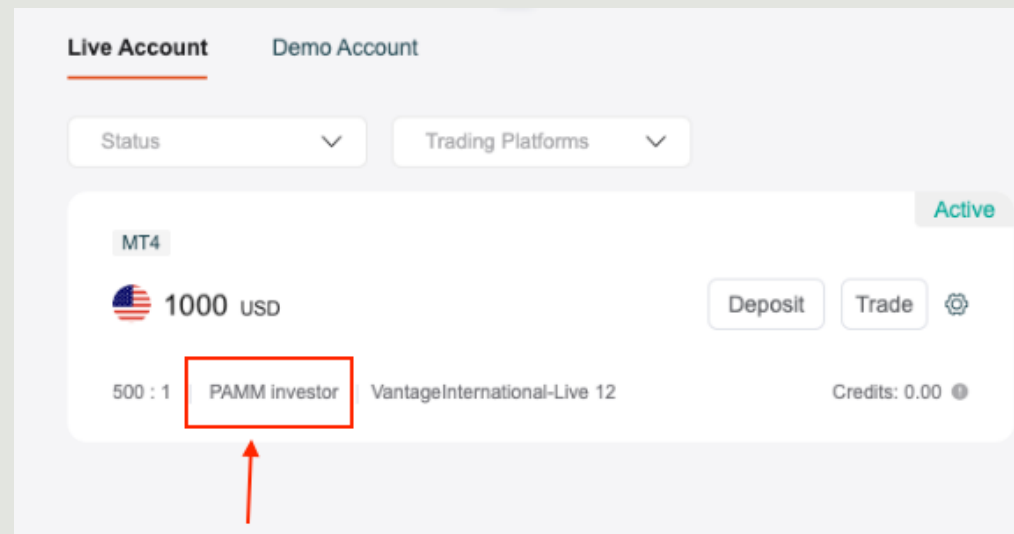 Live Account Demo Account
Status Trading Platforms
Active
MT4
1000 USD Deposit Trade
500 : 1 PAMM investor VantageInternational-Live 12 Credits: 0.00